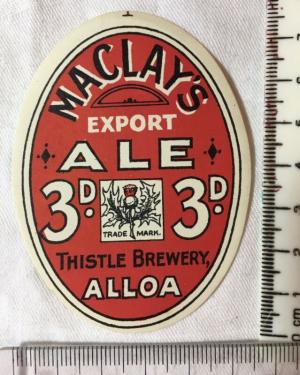 MACLAY'S
EXPORT
ALE
3D. 3D.
TRADE MARK.
THISTLE BREWERY,
ALLOA